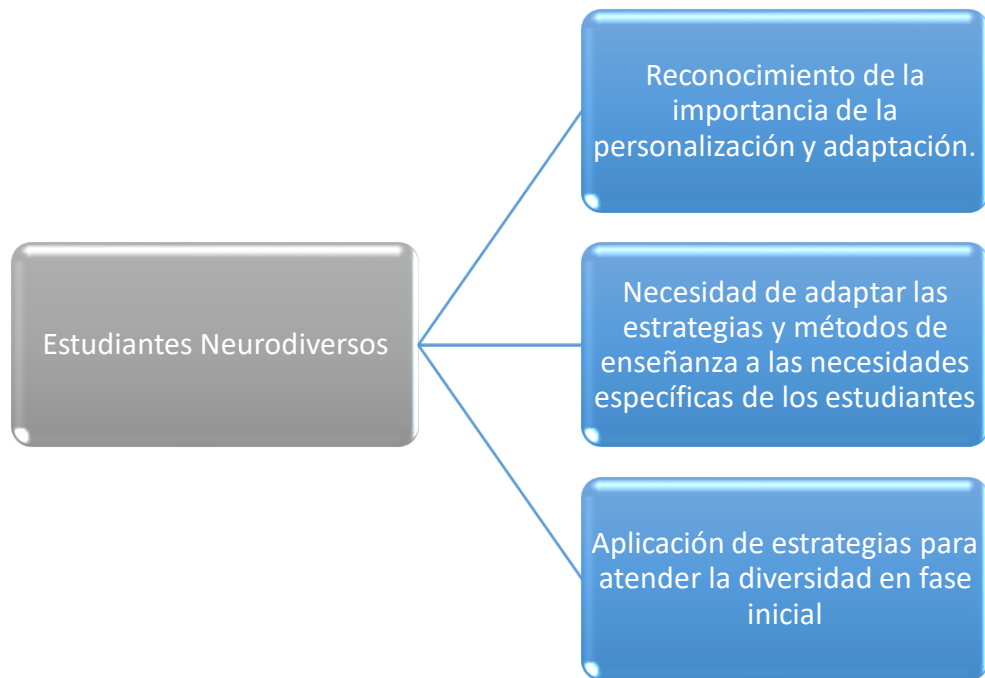 Estudiantes Neurodiversos
Reconocimiento de la
importancia de la
personalización y adaptación.
Necesidad de adaptar las
estrategias y métodos de
enseñanza a las necesidades
específicas de los estudiantes
Aplicación de estrategias para
atender la diversidad en fase
inicial